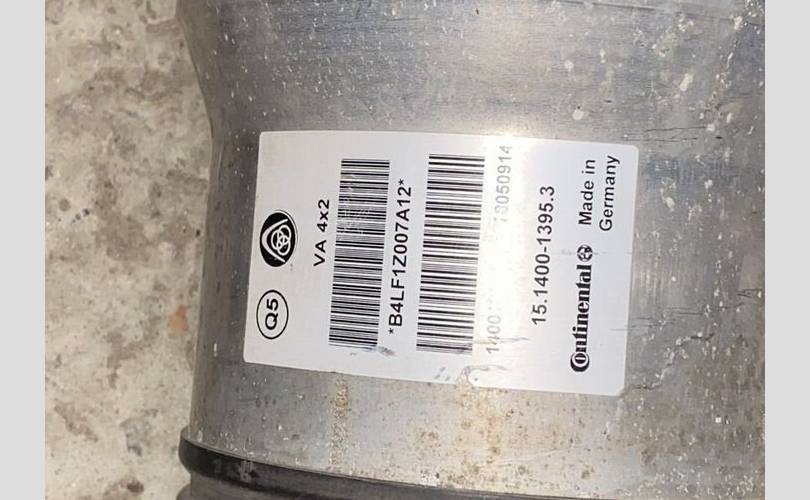 Q5
VA 4x2
*B4LF1Z007A12*
15.1400-1395.3
Continental
Made in
Germany